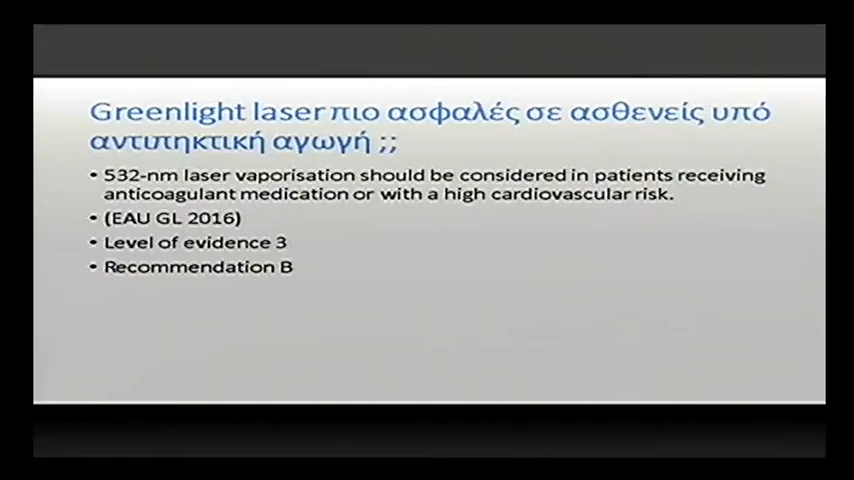 Greenlight laser πιο ασφαλές σε ασθενείς υπό
αντιπηκτική αγωγή ;;
• 532-nm laser vaporisation should be considered in patients receiving
anticoagulant medication or with a high cardiovascular risk.
• (EAU GL 2016)
• Level of evidence 3
• Recommendation B